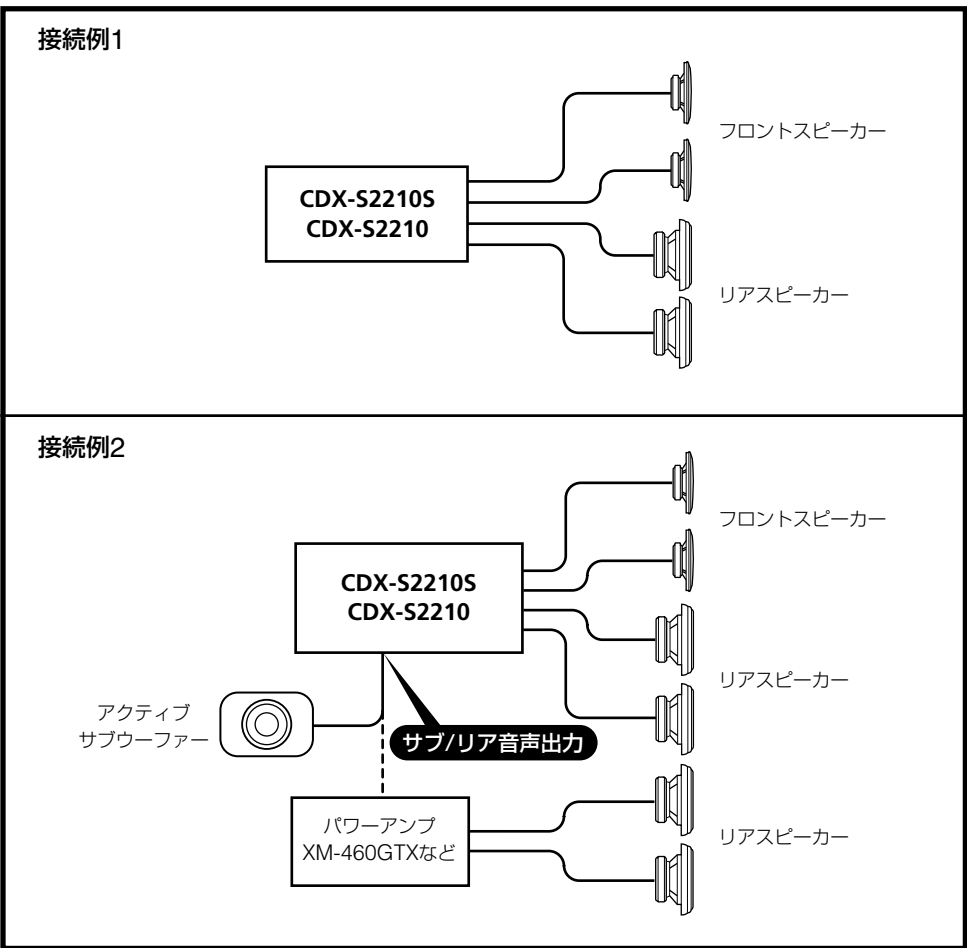 接続例1
フロントスピーカー
CDX-S2210S
CDX-S2210
リアスピーカー
接続例2
フロントスピーカー
CDX-S2210S
CDX-S2210
リアスピーカー
アクティブ
サブウーファー
サブ/リア音声出力
パワーアンプ
XM-460GTXなど
リアスピーカー